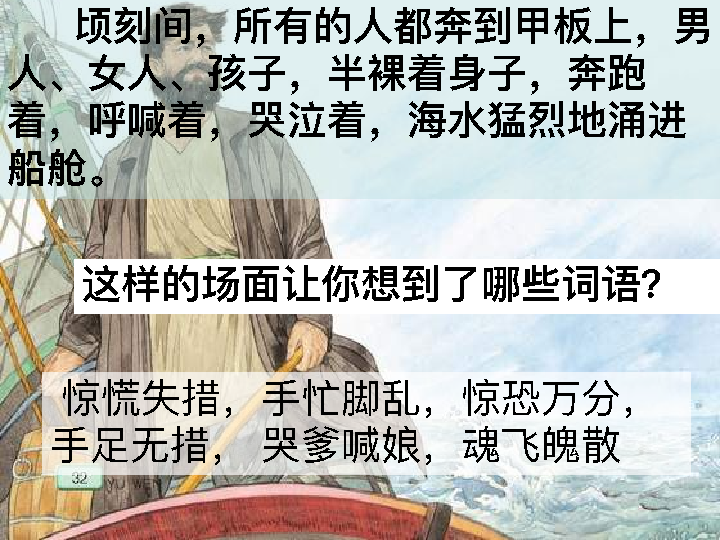 顷刻间，所有的人都奔到甲板上，男
人、女人、孩子，半裸着身子，奔跑
着，呼喊着，哭泣着，海水猛烈地涌进
船舱。
这样的场面让你想到了哪些词语?
惊慌失措，手忙脚乱，惊恐万分，
手足无措， 哭爹喊娘，魂飞魄散
32 YU WEN